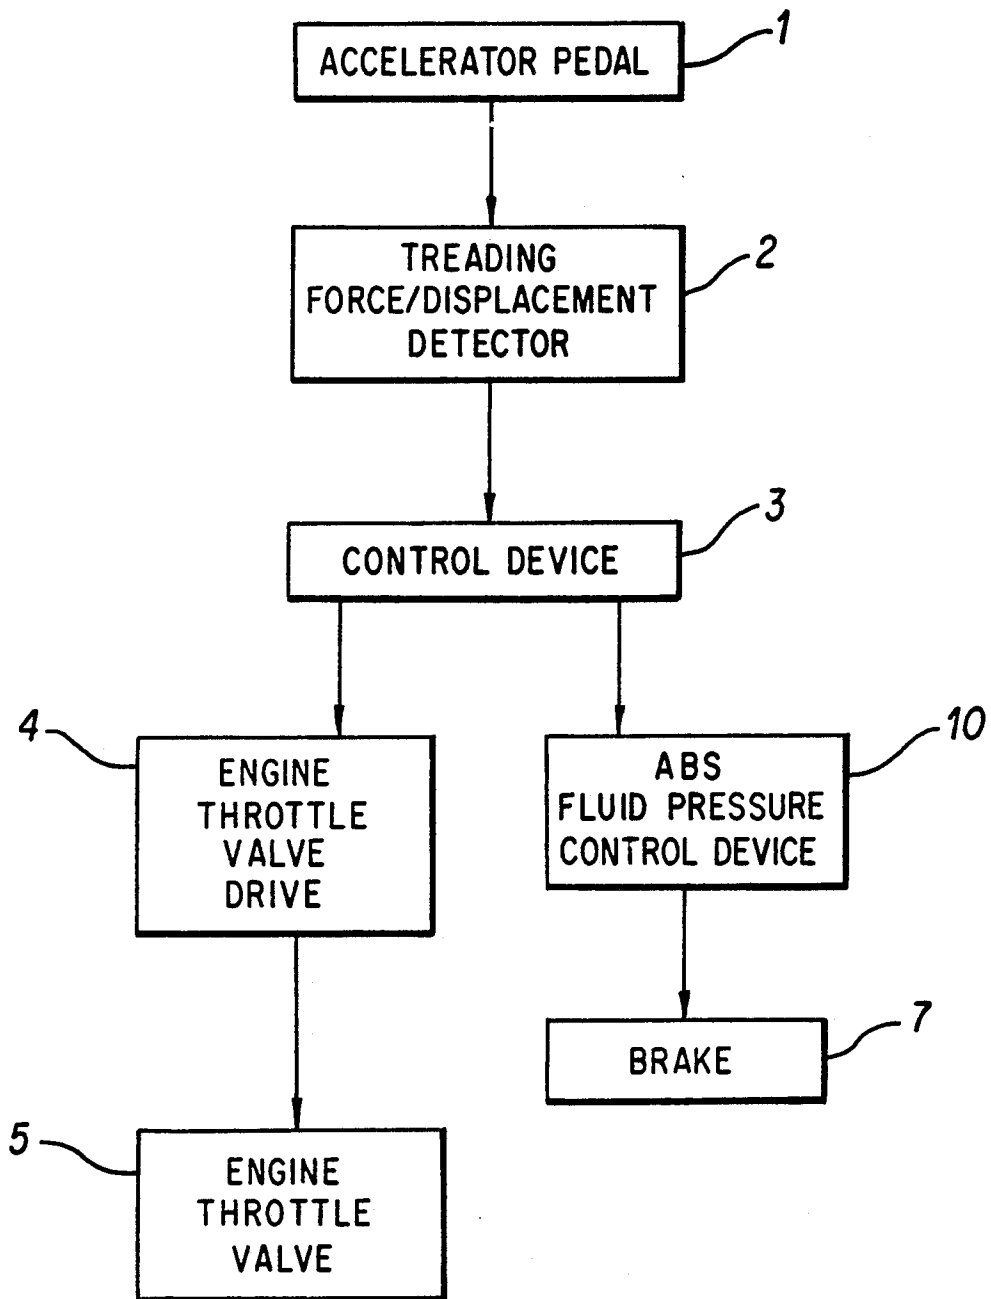 1
ACCELERATOR PEDAL
2
TREADING
FORCE/DISPLACEMENT
DETECTOR
3
CONTROL DEVICE
4
ENGINE
THROTTLE
VALVE
DRIVE
10
ABS
FLUID PRESSURE
CONTROL DEVICE
7
BRAKE
5
ENGINE
THROTTLE
VALVE